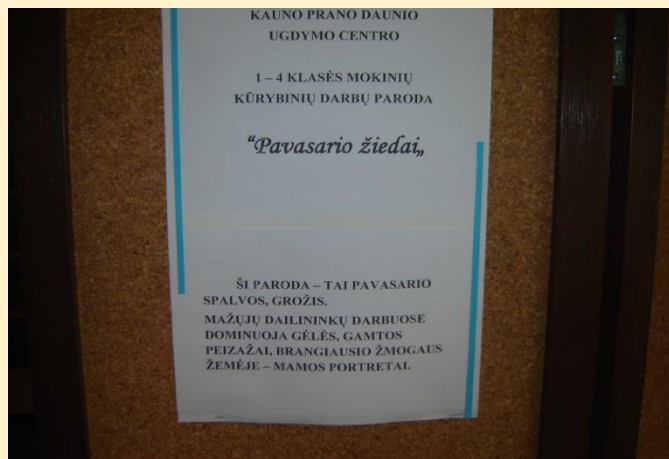 KAUNO PRANO DAUNIO
UGDYMO CENTRO
1 – 4 KLASĖS MOKINIŲ
KŪRYBINIŲ DARBŲ PARODA
“Pavasario žiedai„
ŠI PARODA – TAI PAVASARIO
SPALVOS, GROŽIS.
MAŽŲJŲ DAILININKŲ DARBUOSE
DOMINUOJA GĖLĖS, GAMTOS
PEIZAŽAI, BRANGIAUSIO ŽMOGAUS
ŽEMĖJE – MAMOS PORTRETAI.